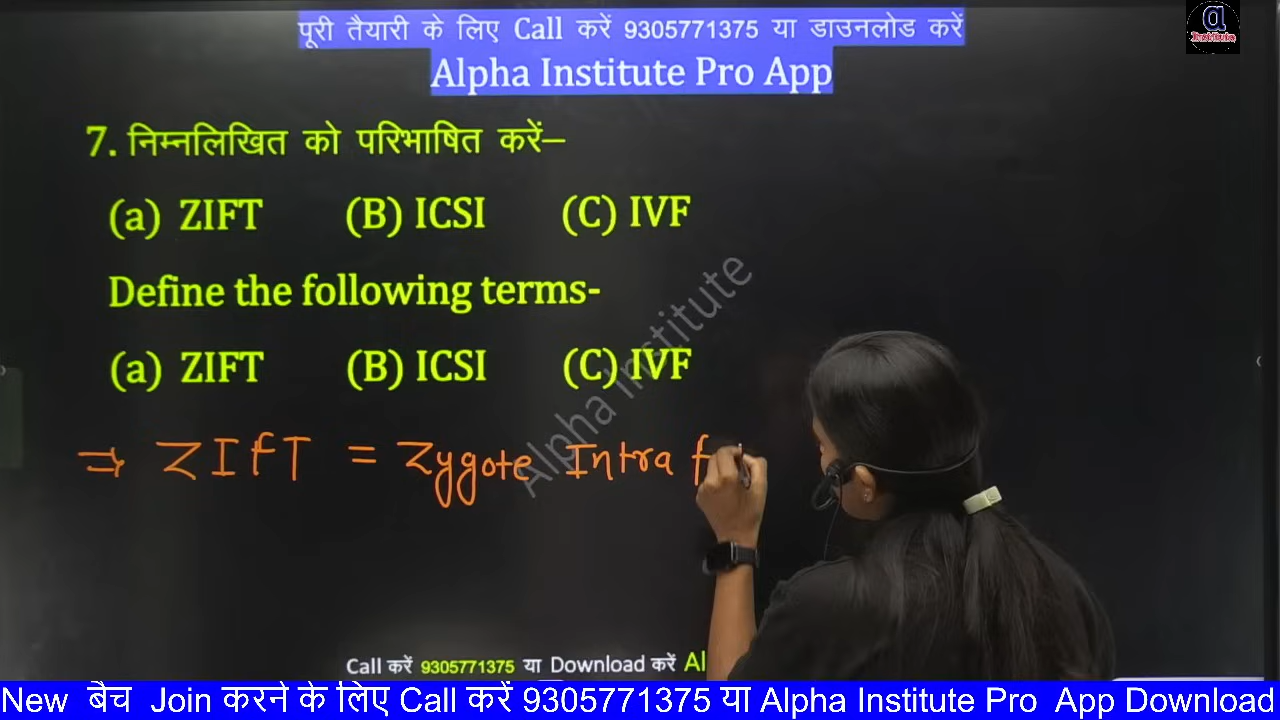 पूरी तैयारी के लिए Call करें 9305771375 या डाउनलोड करें
Alpha Institute Pro App
α
Institute
7. निम्नलिखित को परिभाषित करें–
(a) ZIFT (B) ICSI (C) IVF
Define the following terms-
(a) ZIFT (B) ICSI (C) IVF
Alpha Institute
⇒ ZIFT = Zygote Intra f
Call करें 9305771375 या Download करें Al
New बैच Join करने के लिए Call करें 9305771375 या Alpha Institute Pro App Download